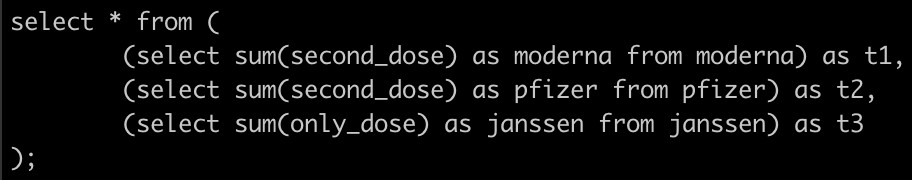 select * from (
        (select sum(second_dose) as moderna from moderna) as t1,
        (select sum(second_dose) as pfizer from pfizer) as t2,
        (select sum(only_dose) as janssen from janssen) as t3
);